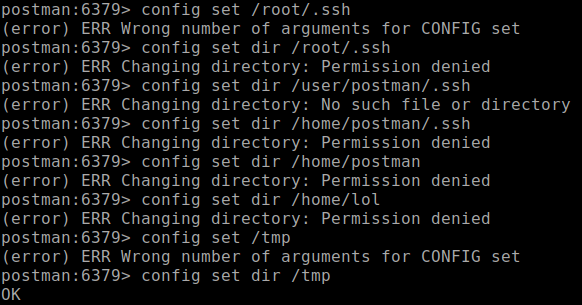 postman:6379> config set /root/.ssh
(error) ERR Wrong number of arguments for CONFIG set
postman:6379> config set dir /root/.ssh
(error) ERR Changing directory: Permission denied
postman:6379> config set dir /user/postman/.ssh
(error) ERR Changing directory: No such file or directory
postman:6379> config set dir /home/postman/.ssh
(error) ERR Changing directory: Permission denied
postman:6379> config set dir /home/postman
(error) ERR Changing directory: Permission denied
postman:6379> config set dir /home/lol
(error) ERR Changing directory: Permission denied
postman:6379> config set /tmp
(error) ERR Wrong number of arguments for CONFIG set
postman:6379> config set dir /tmp
OK